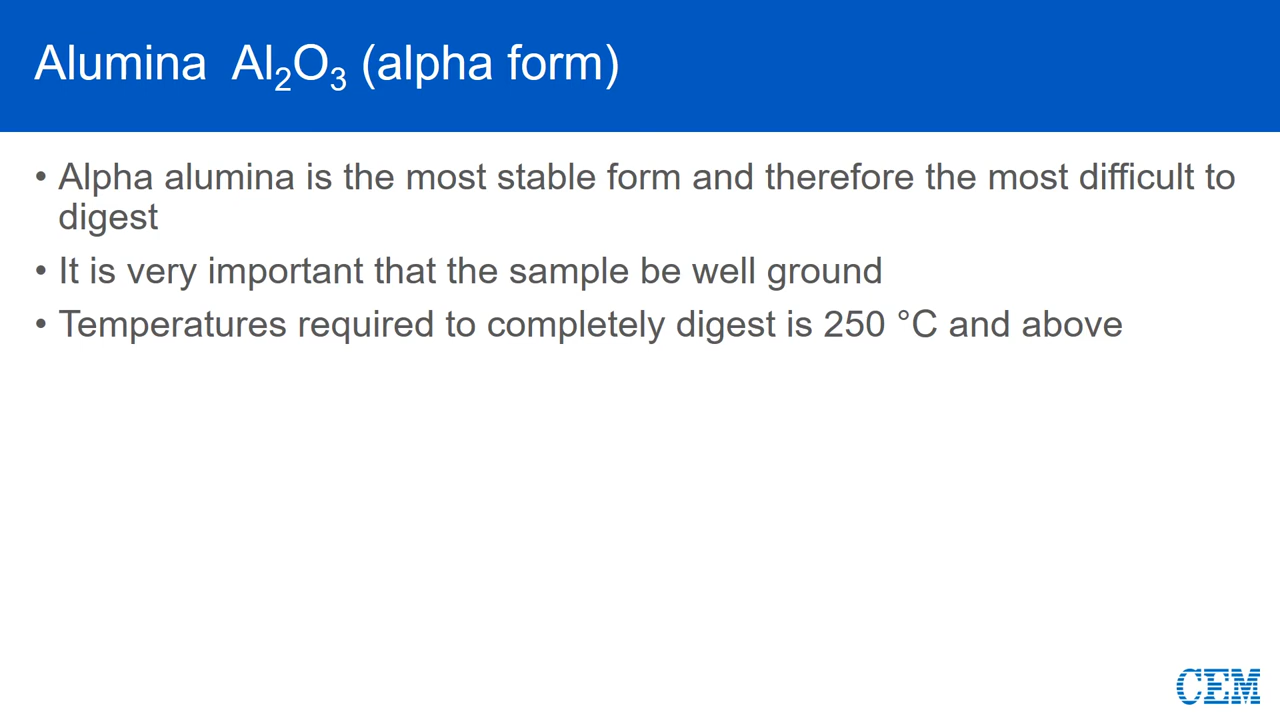 Alumina  Al₂O₃ (alpha form)
• Alpha alumina is the most stable form and therefore the most difficult to
digest
• It is very important that the sample be well ground
• Temperatures required to completely digest is 250 °C and above
CEM